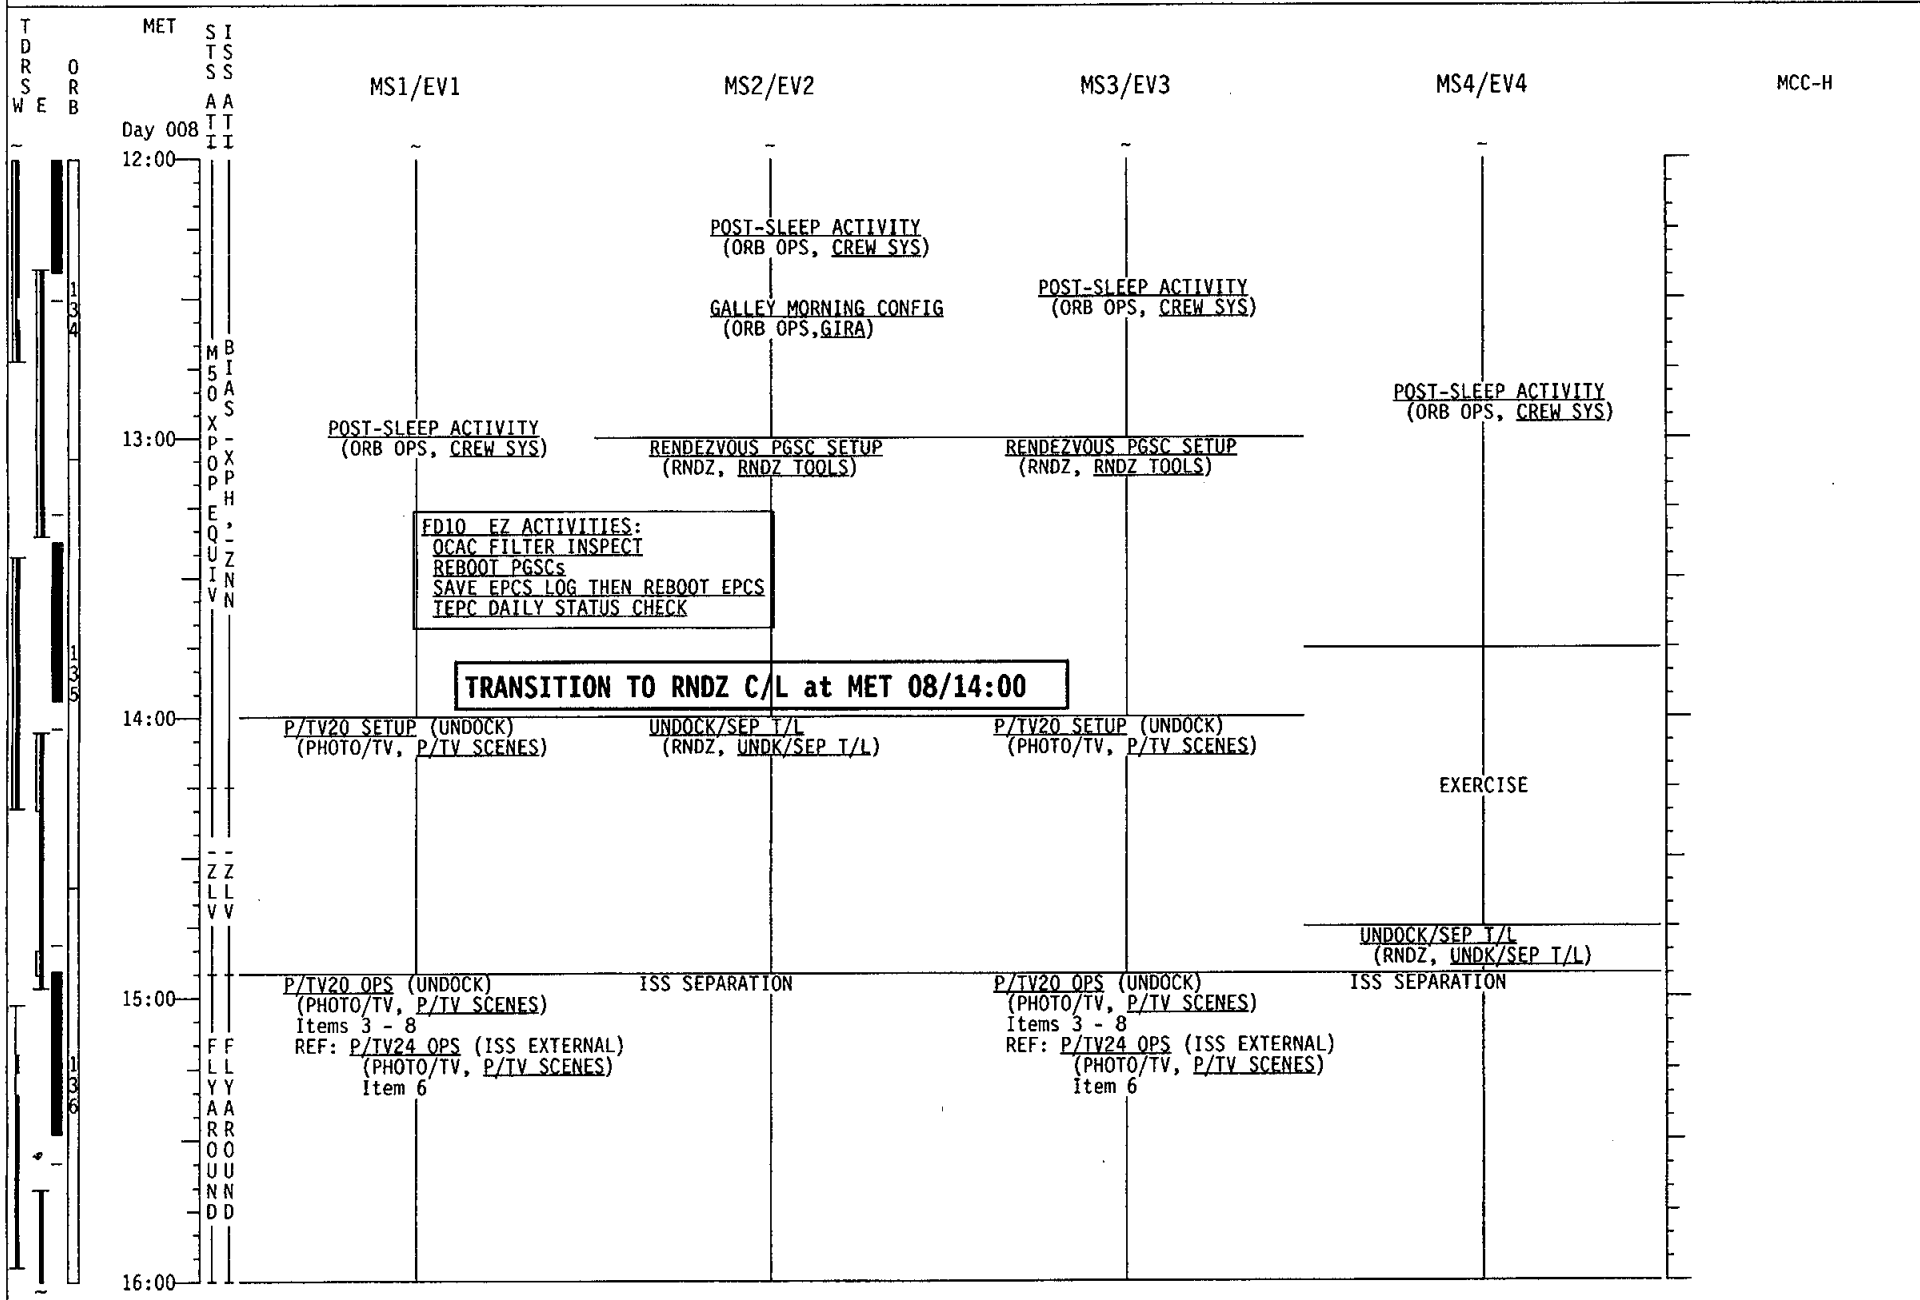 TDRS
W E
ORB
MET
STS ATT
ISS ATT
MS1/EV1
MS2/EV2
MS3/EV3
MS4/EV4
MCC-H
Day 008
~ ~ ~ ~ ~
12:00
POST-SLEEP ACTIVITY
(ORB OPS, CREW SYS)
GALLEY MORNING CONFIG
(ORB OPS,GIRA)
POST-SLEEP ACTIVITY
(ORB OPS, CREW SYS)
134
M50 XPOP EQUIV
BIAS -XPH,-ZNN
POST-SLEEP ACTIVITY
(ORB OPS, CREW SYS)
13:00
POST-SLEEP ACTIVITY
(ORB OPS, CREW SYS)
RENDEZVOUS PGSC SETUP
(RNDZ, RNDZ TOOLS)
RENDEZVOUS PGSC SETUP
(RNDZ, RNDZ TOOLS)
FD10 EZ ACTIVITIES:
OCAC FILTER INSPECT
REBOOT PGSCs
SAVE EPCS LOG THEN REBOOT EPCS
TEPC DAILY STATUS CHECK
135
TRANSITION TO RNDZ C/L at MET 08/14:00
14:00
P/TV20 SETUP (UNDOCK)
(PHOTO/TV, P/TV SCENES)
UNDOCK/SEP T/L
(RNDZ, UNDK/SEP T/L)
P/TV20 SETUP (UNDOCK)
(PHOTO/TV, P/TV SCENES)
EXERCISE
-ZLV
-ZLV
UNDOCK/SEP T/L
(RNDZ, UNDK/SEP T/L)
15:00
P/TV20 OPS (UNDOCK)
(PHOTO/TV, P/TV SCENES)
Items 3 - 8
REF: P/TV24 OPS (ISS EXTERNAL)
(PHOTO/TV, P/TV SCENES)
Item 6
ISS SEPARATION
P/TV20 OPS (UNDOCK)
(PHOTO/TV, P/TV SCENES)
Items 3 - 8
REF: P/TV24 OPS (ISS EXTERNAL)
(PHOTO/TV, P/TV SCENES)
Item 6
ISS SEPARATION
136
FLYAROUND
FLYAROUND
16:00
~